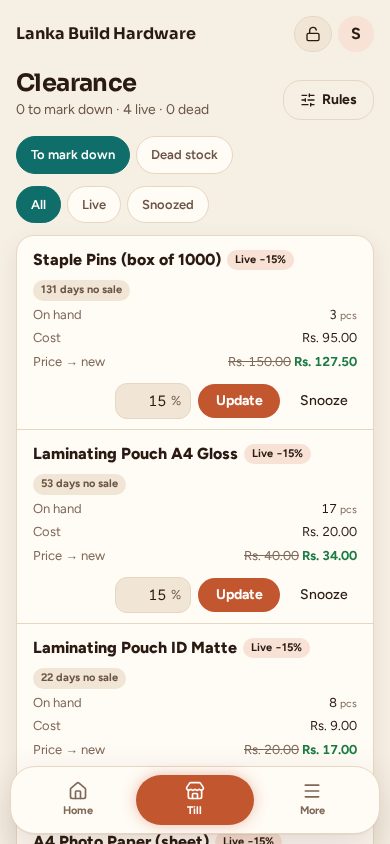 Lanka Build Hardware
S
Clearance
0 to mark down · 4 live · 0 dead
Rules
To mark down
Dead stock
All
Live
Snoozed
Staple Pins (box of 1000) Live −15%
131 days no sale
On hand 3 pcs
Cost Rs. 95.00
Price → new Rs. 150.00 Rs. 127.50
15 % Update Snooze
Laminating Pouch A4 Gloss Live −15%
53 days no sale
On hand 17 pcs
Cost Rs. 20.00
Price → new Rs. 40.00 Rs. 34.00
15 % Update Snooze
Laminating Pouch ID Matte Live −15%
22 days no sale
On hand 8 pcs
Cost Rs. 9.00
Price → new Rs. 20.00 Rs. 17.00
Home Till More
A4 Photo Paper (sheet) Live −15%